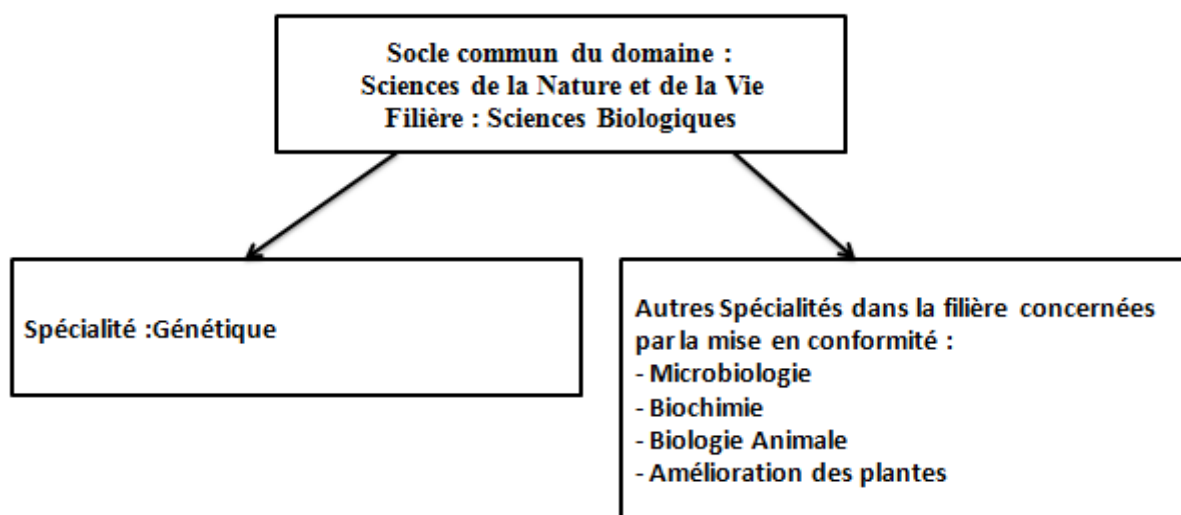 Socle commun du domaine :
Sciences de la Nature et de la Vie
Filière : Sciences Biologiques
Spécialité :Génétique
Autres Spécialités dans la filière concernées
par la mise en conformité :
- Microbiologie
- Biochimie
- Biologie Animale
- Amélioration des plantes